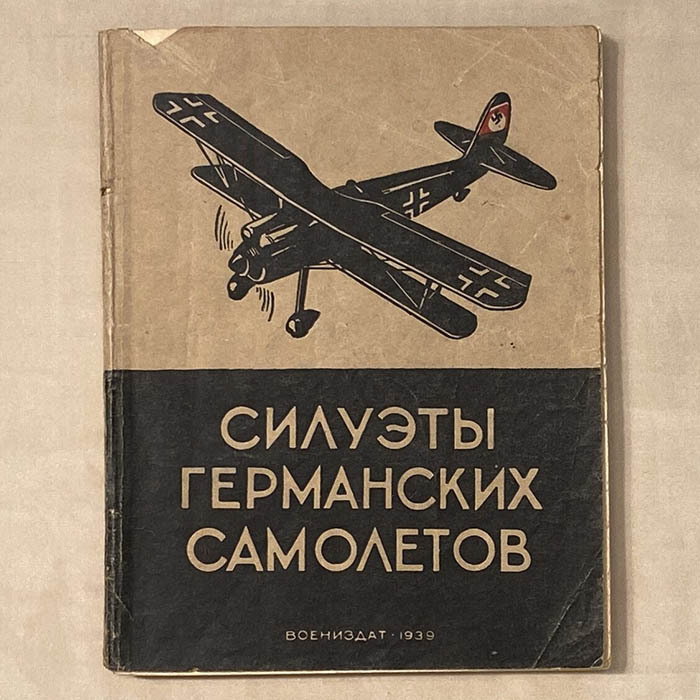 СИЛУЭТЫ
ГЕРМАНСКИХ
САМОЛЕТОВ
ВОЕНИЗДАТ · 1939